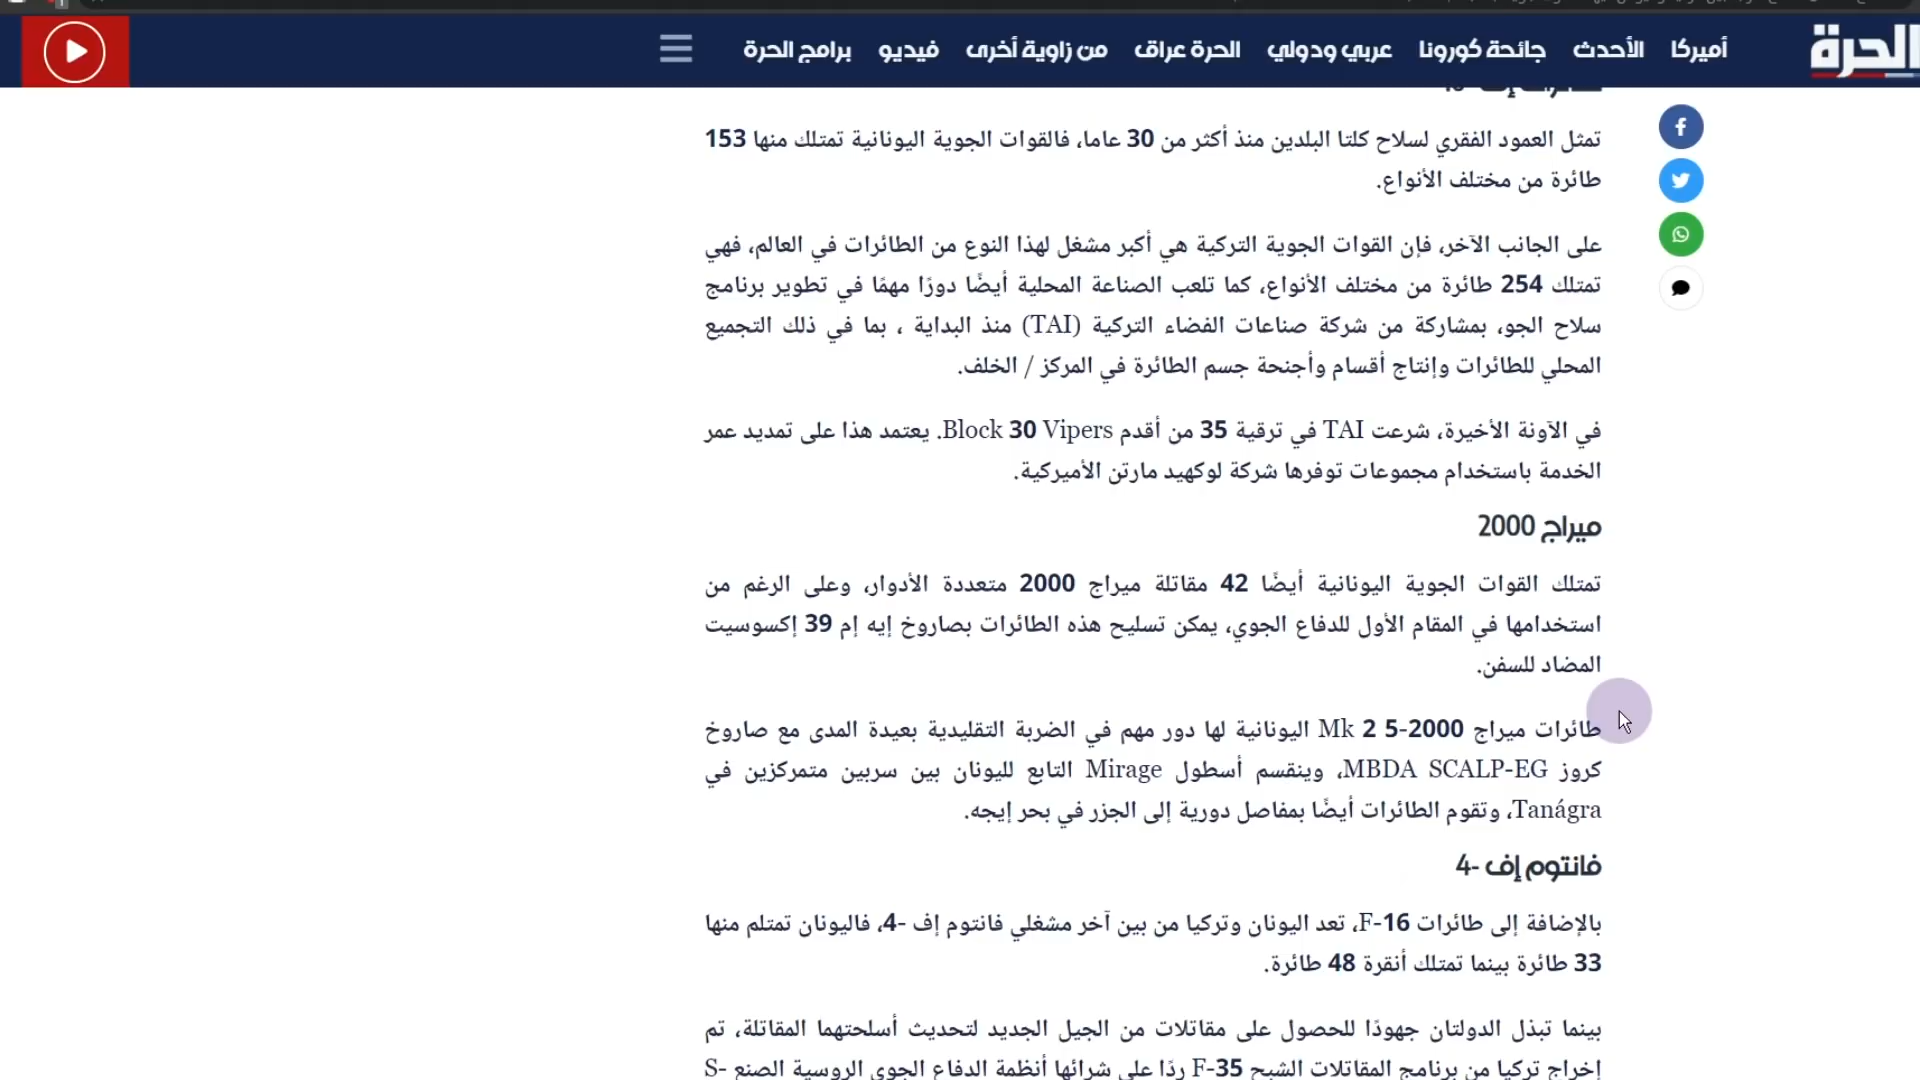 الحرة
أميركا الأحدث جائحة كورونا عربي ودولي الحرة عراق من زاوية أخرى فيديو برامج الحرة
تمثل العمود الفقري لسلاح كلتا البلدين منذ أكثر من 30 عاما، فالقوات الجوية اليونانية تمتلك منها 153
طائرة من مختلف الأنواع.
على الجانب الآخر، فإن القوات الجوية التركية هي أكبر مشغل لهذا النوع من الطائرات في العالم، فهي
تمتلك 254 طائرة من مختلف الأنواع، كما تلعب الصناعة المحلية أيضًا دورًا مهمًا في تطوير برنامج
سلاح الجو، بمشاركة من شركة صناعات الفضاء التركية (TAI) منذ البداية ، بما في ذلك التجميع
المحلي للطائرات وإنتاج أقسام وأجنحة جسم الطائرة في المركز / الخلف.
في الآونة الأخيرة، شرعت TAI في ترقية 35 من أقدم Block 30 Vipers. يعتمد هذا على تمديد عمر
الخدمة باستخدام مجموعات توفرها شركة لوكهيد مارتن الأميركية.
ميراج 2000
تمتلك القوات الجوية اليونانية أيضًا 42 مقاتلة ميراج 2000 متعددة الأدوار، وعلى الرغم من
استخدامها في المقام الأول للدفاع الجوي، يمكن تسليح هذه الطائرات بصاروخ إيه إم 39 إكسوسيت
المضاد للسفن.
طائرات ميراج 2000-5 Mk 2 اليونانية لها دور مهم في الضربة التقليدية بعيدة المدى مع صاروخ
كروز MBDA SCALP-EG، وينقسم أسطول Mirage التابع لليونان بين سربين متمركزين في
Tanágra، وتقوم الطائرات أيضًا بمفاصل دورية إلى الجزر في بحر إيجه.
فانتوم إف -4
بالإضافة إلى طائرات F-16، تعد اليونان وتركيا من بين آخر مشغلي فانتوم إف -4، فاليونان تمتلم منها
33 طائرة بينما تمتلك أنقرة 48 طائرة.
بينما تبذل الدولتان جهودًا للحصول على مقاتلات من الجيل الجديد لتحديث أسلحتهما المقاتلة، تم
إخراج تركيا من برنامج المقاتلات الشبح F-35 ردًا على شرائها أنظمة الدفاع الجوي الروسية الصنع S-